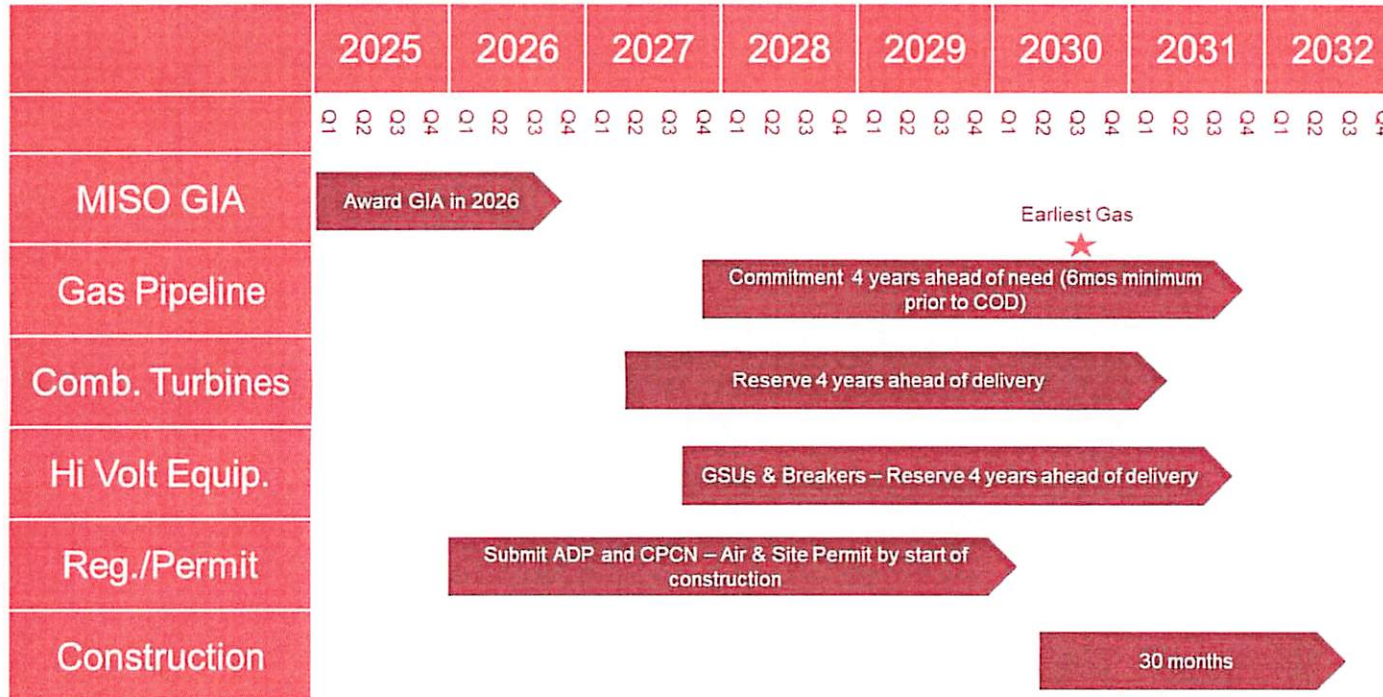 2025 2026 2027 2028 2029 2030 2031 2032
Q1 Q2 Q3 Q4 Q1 Q2 Q3 Q4 Q1 Q2 Q3 Q4 Q1 Q2 Q3 Q4 Q1 Q2 Q3 Q4 Q1 Q2 Q3 Q4 Q1 Q2 Q3 Q4 Q1 Q2 Q3 Q4
MISO GIA
Award GIA in 2026
Earliest Gas
Gas Pipeline
Commitment 4 years ahead of need (6mos minimum
prior to COD)
Comb. Turbines
Reserve 4 years ahead of delivery
Hi Volt Equip.
GSUs & Breakers – Reserve 4 years ahead of delivery
Reg./Permit
Submit ADP and CPCN – Air & Site Permit by start of
construction
Construction
30 months